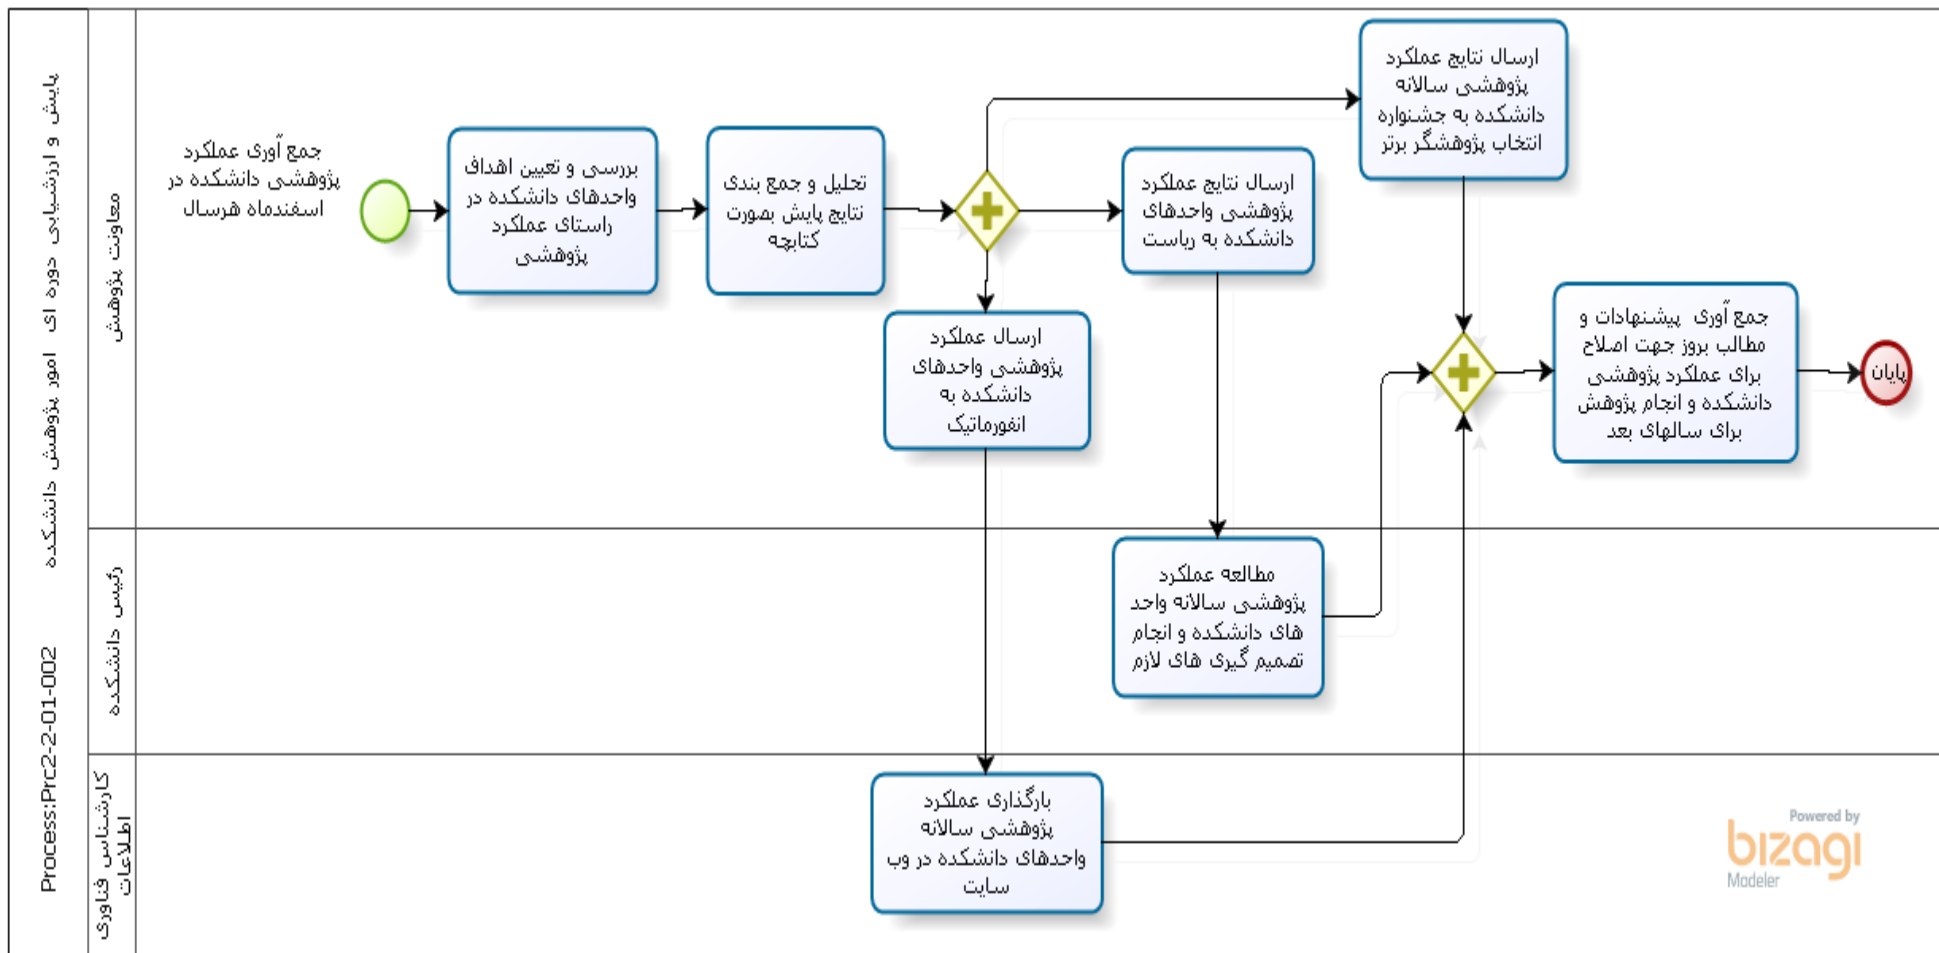 پایش و ارزشیابی دوره ای امور پژوهش دانشکده
Process:Prc2-2-01-002
معاونت پژوهش
جمع آوری عملکرد
پژوهشی دانشکده در
اسفندماه هرسال
بررسی و تعیین اهداف
واحدهای دانشکده در
راستای عملکرد
پژوهشی
تحلیل و جمع بندی
نتایج پایش بصورت
کتابچه
ارسال نتایج عملکرد
پژوهشی سالانه
دانشکده به جشنواره
انتخاب پژوهشگر برتر
ارسال نتایج عملکرد
پژوهشی واحدهای
دانشکده به ریاست
ارسال عملکرد
پژوهشی واحدهای
دانشکده به
انفورماتیک
جمع آوری پیشنهادات و
مطالب بروز جهت اصلاح
برای عملکرد پژوهشی
دانشکده و انجام پژوهش
برای سالهای بعد
پایان
رئیس دانشکده
مطالعه عملکرد
پژوهشی سالانه واحد
های دانشکده و انجام
تصمیم گیری های لازم
کارشناس فناوری
اطلاعات
بارگذاری عملکرد
پژوهشی سالانه
واحدهای دانشکده در وب
سایت
Powered by
bizagi
Modeler